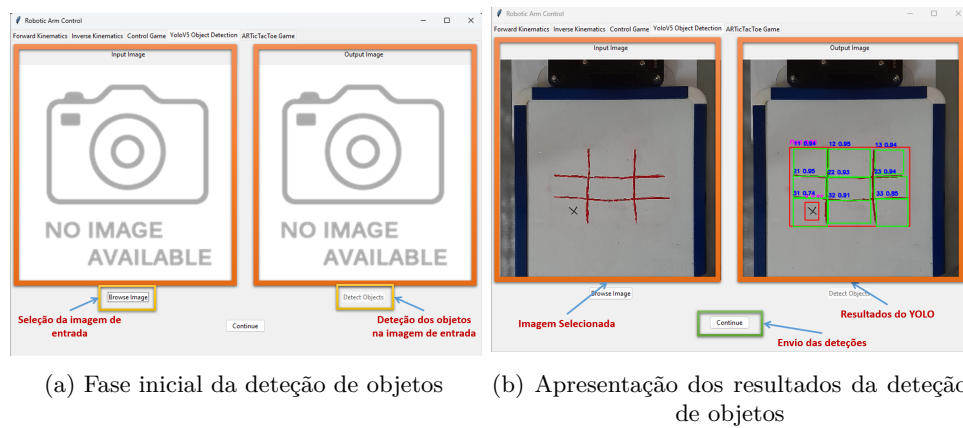 Robotic Arm Control
Forward Kinematics Inverse Kinematics Control Game YoloV5 Object Detection ARTicTacToe Game
Input Image
Output Image
NO IMAGE
AVAILABLE
NO IMAGE
AVAILABLE
Browse Image
Detect Objects
Seleção da imagem de
entrada
Deteção dos objetos
na imagem de entrada
Continue
(a) Fase inicial da deteção de objetos
Robotic Arm Control
Forward Kinematics Inverse Kinematics Control Game YoloV5 Object Detection ARTicTacToe Game
Input Image
Output Image
11 0.94 12 0.95 13 0.94
21 0.95 22 0.93 23 0.94
31 0.74 32 0.91 33 0.85
Browse Image
Detect Objects
Imagem Selecionada
Resultados do YOLO
Continue
Envio das deteções
(b) Apresentação dos resultados da deteção
de objetos